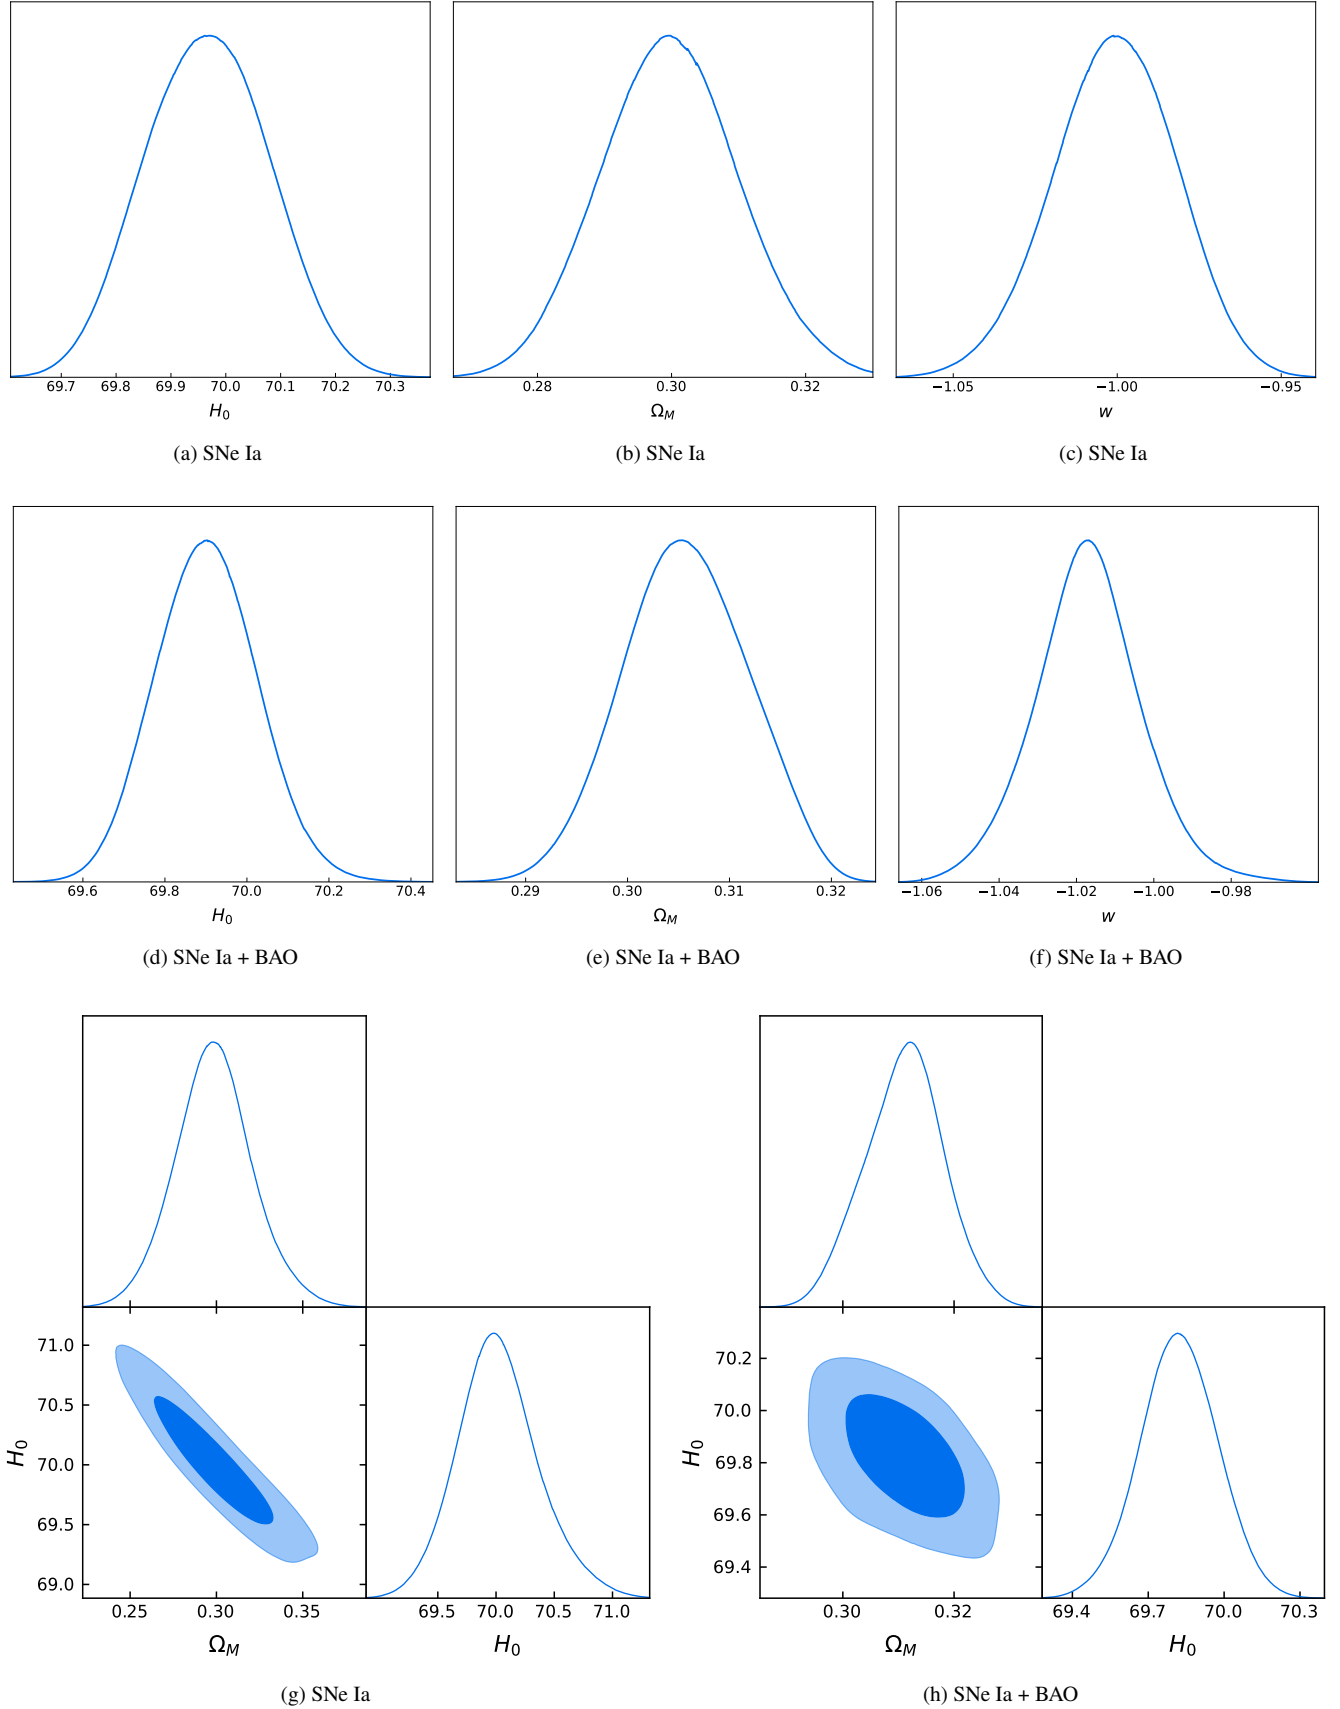 69.7 69.8 69.9 70.0 70.1 70.2 70.3
H₀
(a) SNe Ia
0.28 0.30 0.32
Ω_M
(b) SNe Ia
−1.05 −1.00 −0.95
w
(c) SNe Ia
69.6 69.8 70.0 70.2 70.4
H₀
(d) SNe Ia + BAO
0.29 0.30 0.31 0.32
Ω_M
(e) SNe Ia + BAO
−1.06 −1.04 −1.02 −1.00 −0.98
w
(f) SNe Ia + BAO
71.0
70.5
70.0
69.5
69.0
H₀
0.25 0.30 0.35
Ω_M
69.5 70.0 70.5 71.0
H₀
(g) SNe Ia
70.2
70.0
69.8
69.6
69.4
H₀
0.30 0.32
Ω_M
69.4 69.7 70.0 70.3
H₀
(h) SNe Ia + BAO